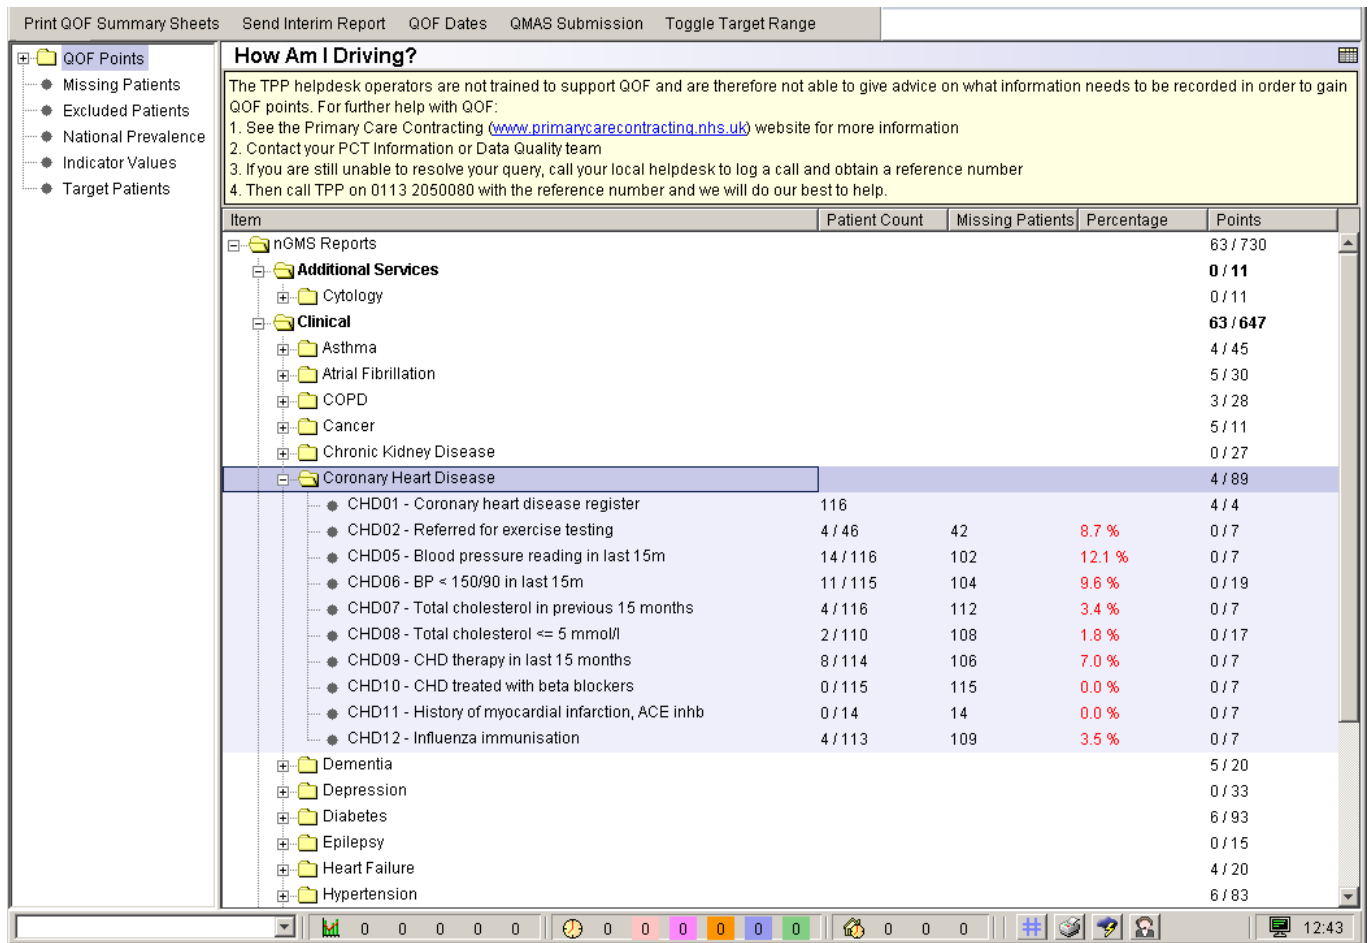 Print QOF Summary Sheets Send Interim Report QOF Dates QMAS Submission Toggle Target Range
QOF Points
Missing Patients
Excluded Patients
National Prevalence
Indicator Values
Target Patients
How Am I Driving?
The TPP helpdesk operators are not trained to support QOF and are therefore not able to give advice on what information needs to be recorded in order to gain
QOF points. For further help with QOF:
1. See the Primary Care Contracting (www.primarycarecontracting.nhs.uk) website for more information
2. Contact your PCT Information or Data Quality team
3. If you are still unable to resolve your query, call your local helpdesk to log a call and obtain a reference number
4. Then call TPP on 0113 2050080 with the reference number and we will do our best to help.
Item Patient Count Missing Patients Percentage Points
nGMS Reports 63 / 730
Additional Services 0 / 11
Cytology 0 / 11
Clinical 63 / 647
Asthma 4 / 45
Atrial Fibrillation 5 / 30
COPD 3 / 28
Cancer 5 / 11
Chronic Kidney Disease 0 / 27
Coronary Heart Disease 4 / 89
CHD01 - Coronary heart disease register 116 4 / 4
CHD02 - Referred for exercise testing 4 / 46 42 8.7 % 0 / 7
CHD05 - Blood pressure reading in last 15m 14 / 116 102 12.1 % 0 / 7
CHD06 - BP < 150/90 in last 15m 11 / 115 104 9.6 % 0 / 19
CHD07 - Total cholesterol in previous 15 months 4 / 116 112 3.4 % 0 / 7
CHD08 - Total cholesterol <= 5 mmol/l 2 / 110 108 1.8 % 0 / 17
CHD09 - CHD therapy in last 15 months 8 / 114 106 7.0 % 0 / 7
CHD10 - CHD treated with beta blockers 0 / 115 115 0.0 % 0 / 7
CHD11 - History of myocardial infarction, ACE inhb 0 / 14 14 0.0 % 0 / 7
CHD12 - Influenza immunisation 4 / 113 109 3.5 % 0 / 7
Dementia 5 / 20
Depression 0 / 33
Diabetes 6 / 93
Epilepsy 0 / 15
Heart Failure 4 / 20
Hypertension 6 / 83
0 0 0 0 0 0 0 0 0 0 0 0 0 0 12:43